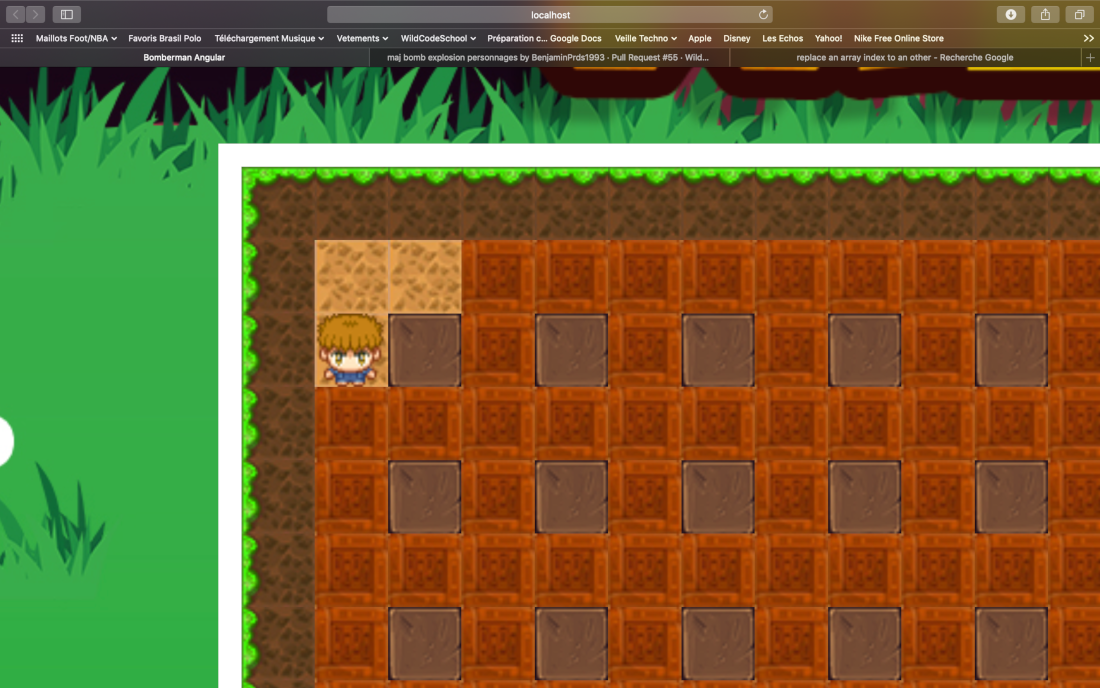 localhost
Maillots Foot/NBA Favoris Brasil Polo Téléchargement Musique Vetements WildCodeSchool Préparation c... Google Docs Veille Techno Apple Disney Les Echos Yahoo! Nike Free Online Store
Bomberman Angular maj bomb explosion personnages by BenjaminPrds1993 · Pull Request #55 · Wild... replace an array index to an other - Recherche Google